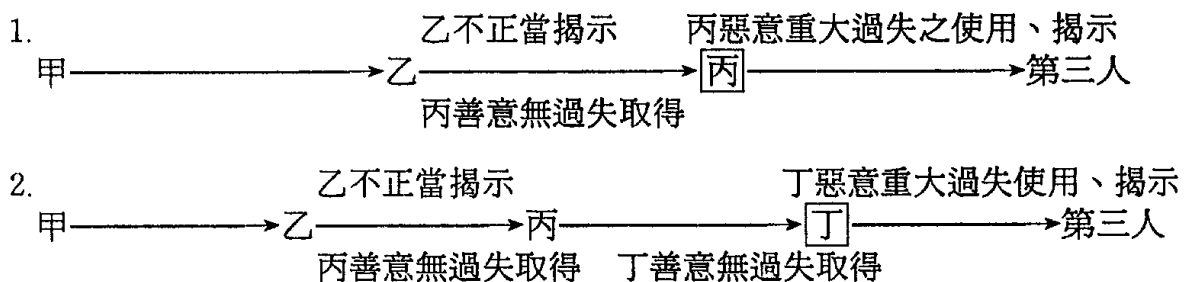 1.
乙不正當揭示 丙惡意重大過失之使用、揭示
甲 乙 丙 第三人
丙善意無過失取得
2.
乙不正當揭示 丁惡意重大過失使用、揭示
甲 乙 丙 丁 第三人
丙善意無過失取得 丁善意無過失取得